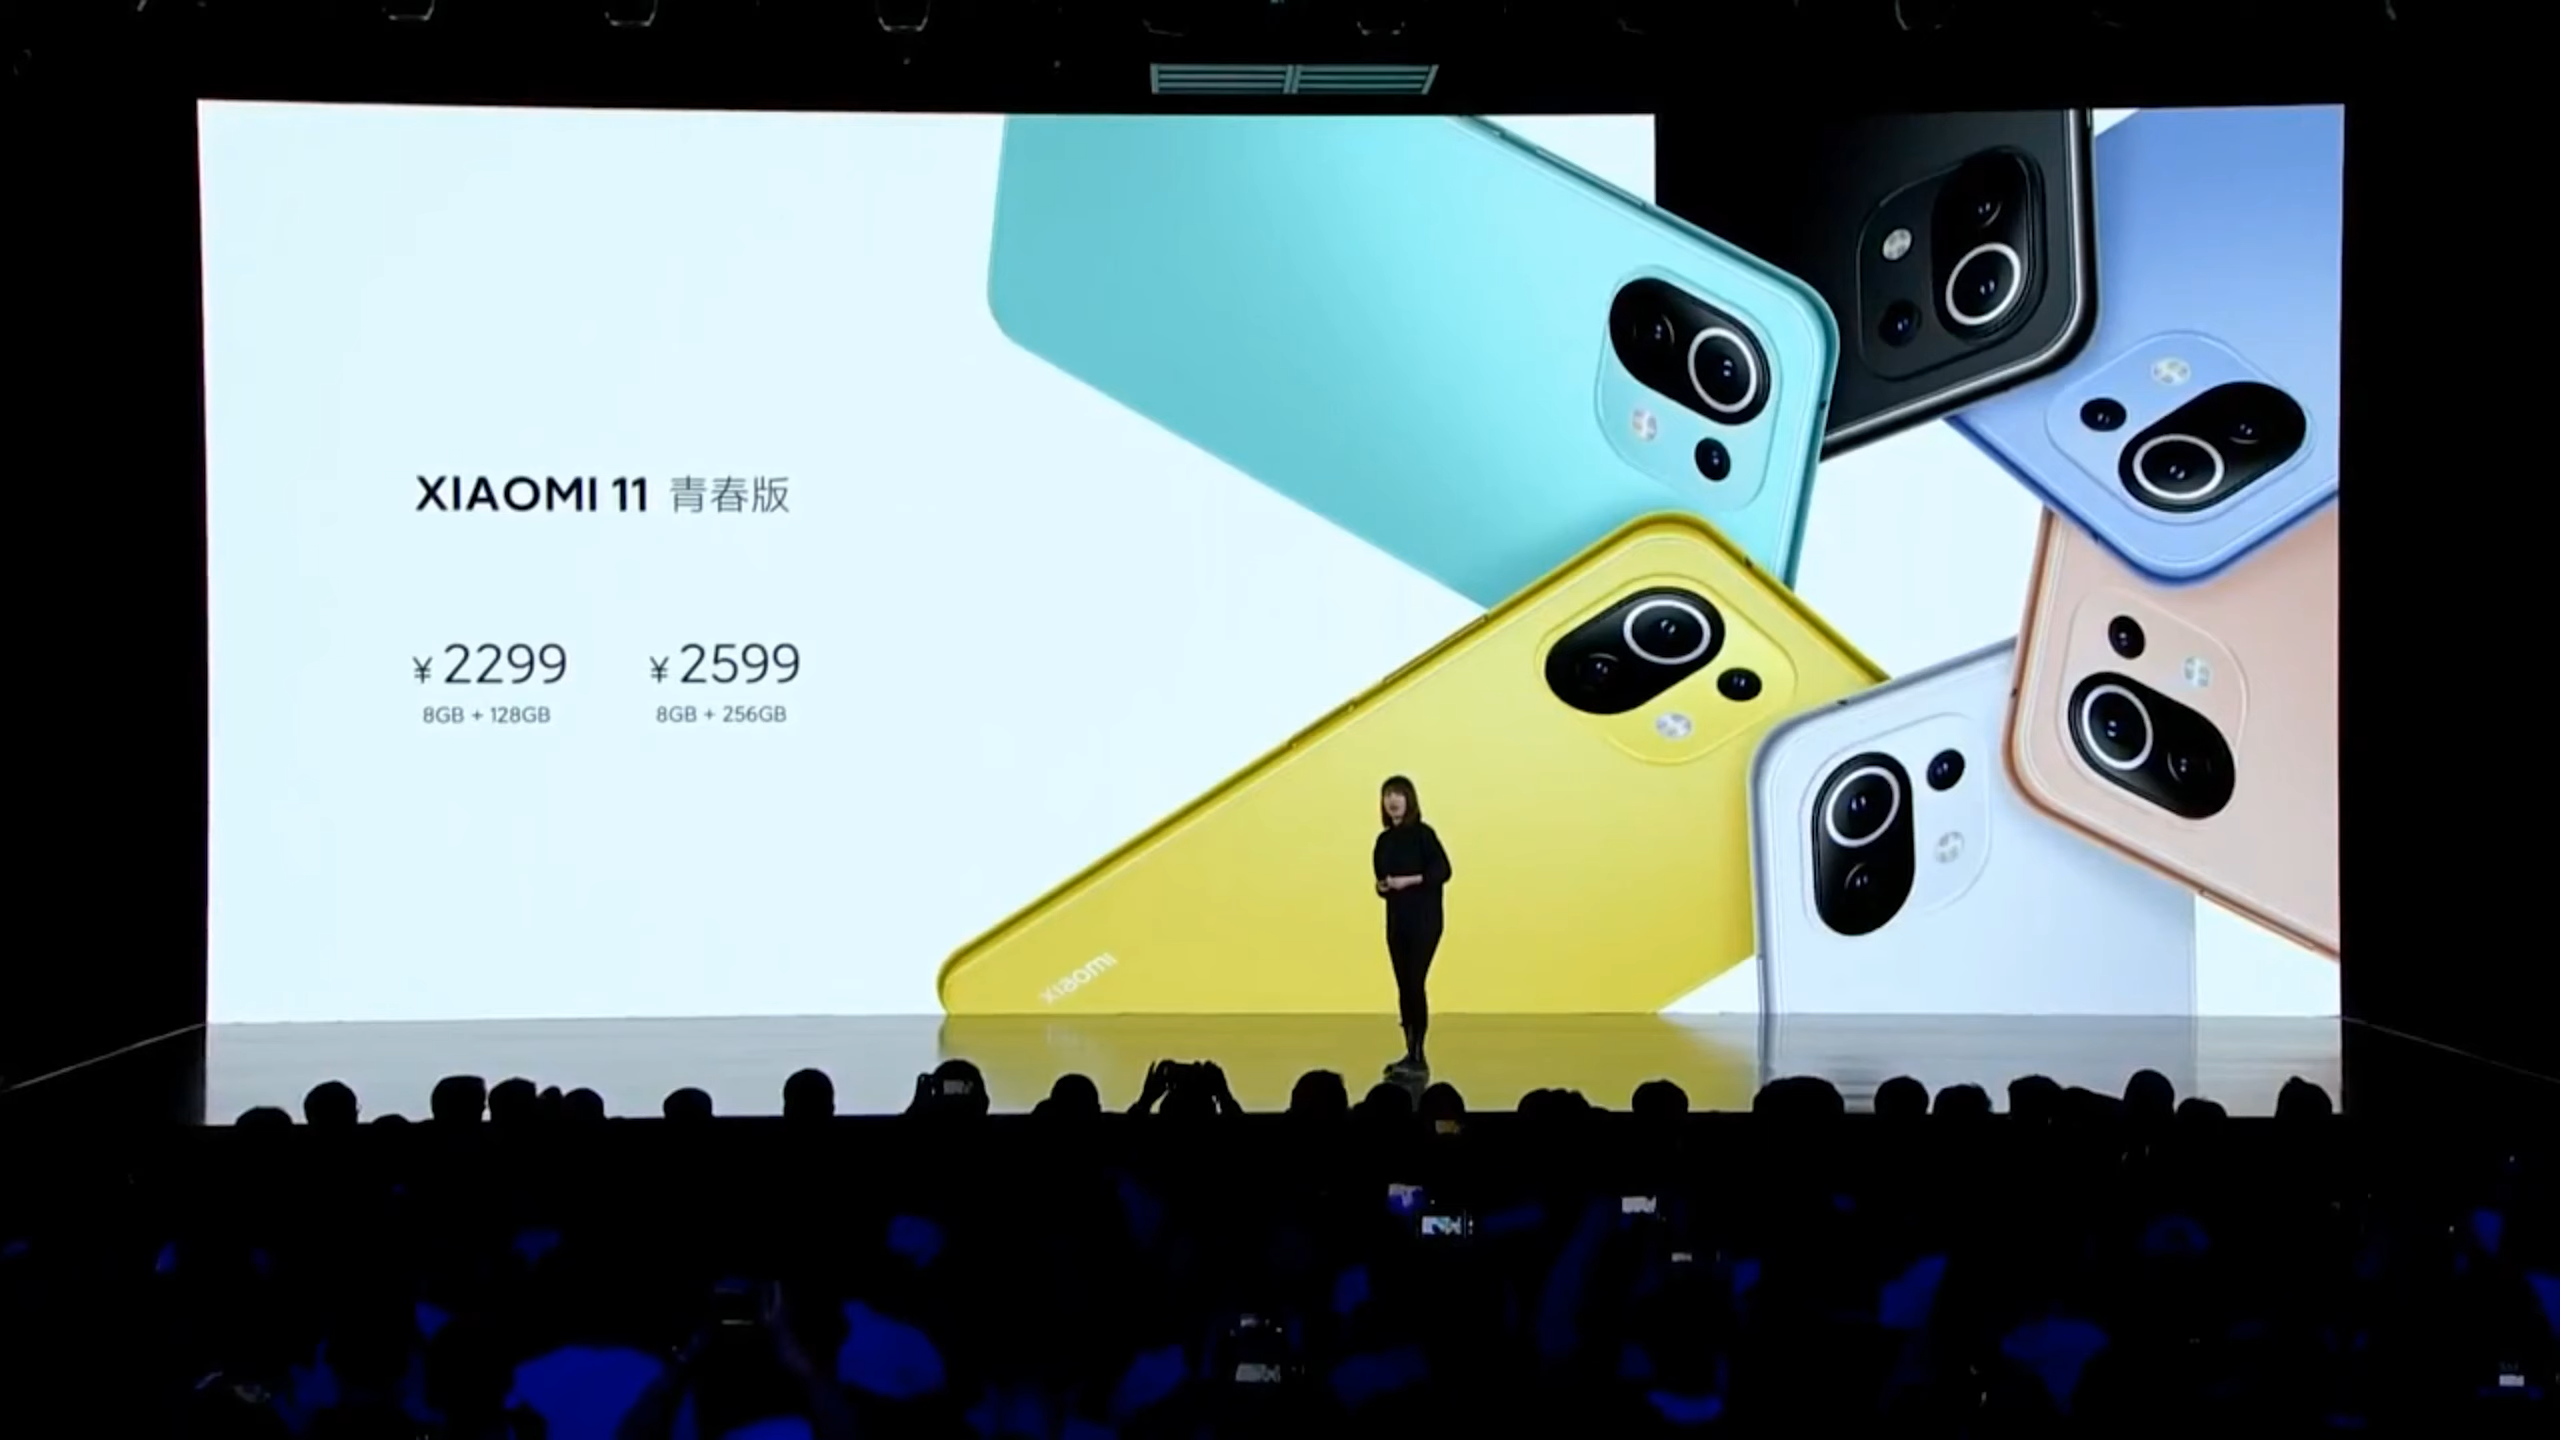 XIAOMI 11 青春版
¥ 2299
8GB + 128GB
¥ 2599
8GB + 256GB
xiaomi